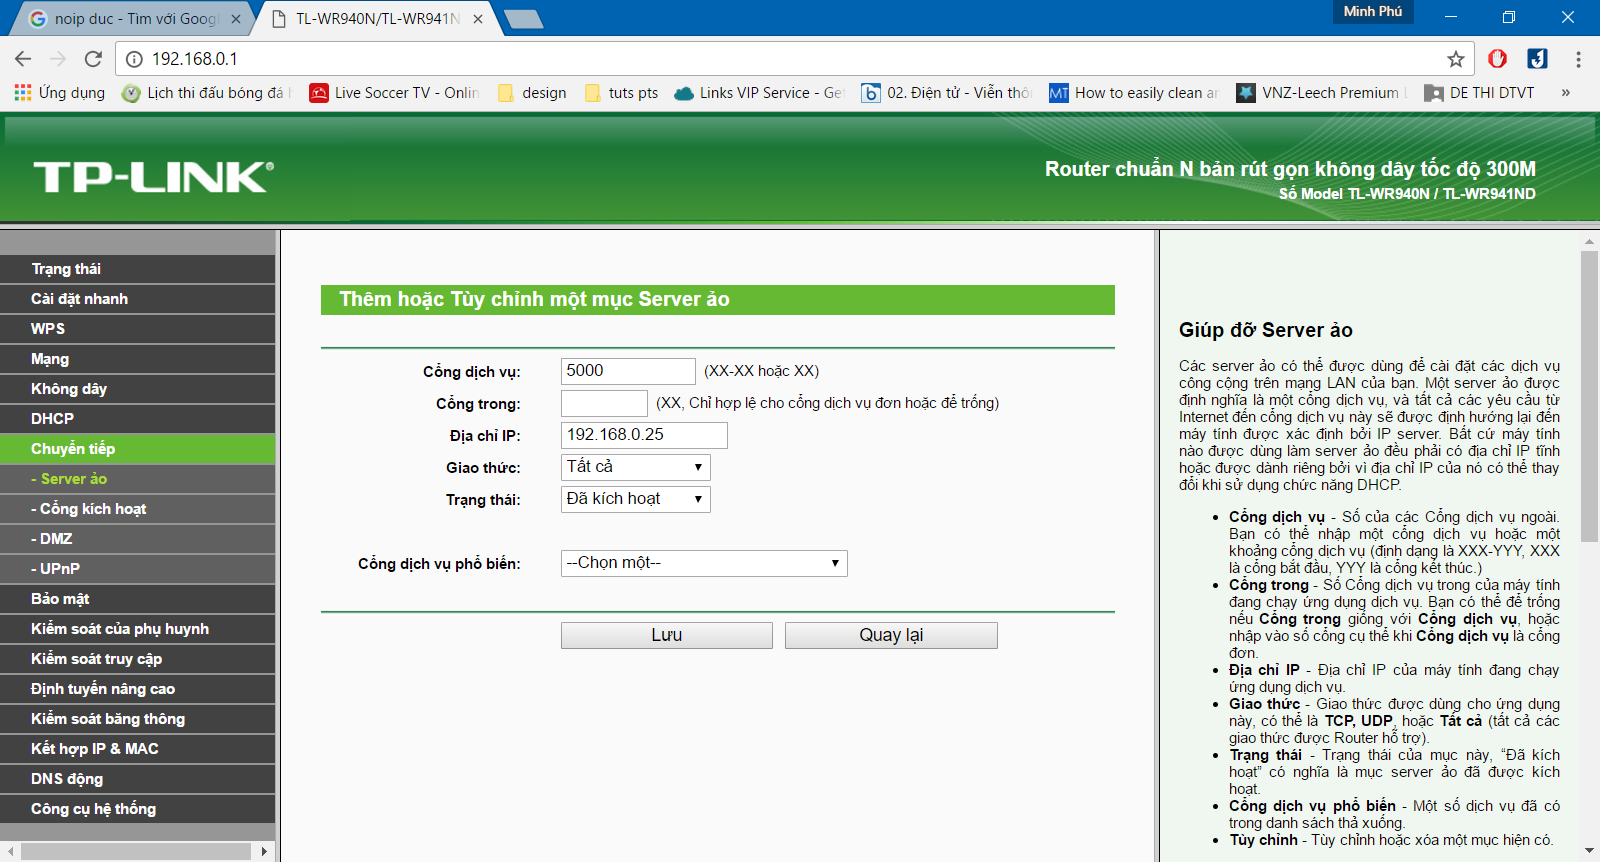 noip duc - Tìm với Googl
TL-WR940N/TL-WR941N
Minh Phú
192.168.0.1
Ứng dụng
Lịch thi đấu bóng đá
Live Soccer TV - Onlin
design
tuts pts
Links VIP Service - Ge
02. Điện tử - Viễn thô
How to easily clean a
VNZ-Leech Premium
DE THI DTVT
»
TP-LINK®
Router chuẩn N bản rút gọn không dây tốc độ 300M
Số Model TL-WR940N / TL-WR941ND
Trạng thái
Cài đặt nhanh
WPS
Mạng
Không dây
DHCP
Chuyển tiếp
- Server ảo
- Cổng kích hoạt
- DMZ
- UPnP
Bảo mật
Kiểm soát của phụ huynh
Kiểm soát truy cập
Định tuyến nâng cao
Kiểm soát băng thông
Kết hợp IP & MAC
DNS động
Công cụ hệ thống
Thêm hoặc Tùy chỉnh một mục Server ảo
Cổng dịch vụ: 5000 (XX-XX hoặc XX)
Cổng trong: (XX, Chỉ hợp lệ cho cổng dịch vụ đơn hoặc để trống)
Địa chỉ IP: 192.168.0.25
Giao thức: Tất cả
Trạng thái: Đã kích hoạt
Cổng dịch vụ phổ biến: --Chọn một--
Lưu
Quay lại
Giúp đỡ Server ảo
Các server ảo có thể được dùng để cài đặt các dịch vụ
công cộng trên mạng LAN của bạn. Một server ảo được
định nghĩa là một cổng dịch vụ, và tất cả các yêu cầu từ
Internet đến cổng dịch vụ này sẽ được định hướng lại đến
máy tính được xác định bởi IP server. Bất cứ máy tính
nào được dùng làm server ảo đều phải có địa chỉ IP tĩnh
hoặc được dành riêng bởi vì địa chỉ IP của nó có thể thay
đổi khi sử dụng chức năng DHCP.
• Cổng dịch vụ - Số của các Cổng dịch vụ ngoài.
Bạn có thể nhập một cổng dịch vụ hoặc một
khoảng cổng dịch vụ (định dạng là XXX-YYY, XXX
là cổng bắt đầu, YYY là cổng kết thúc.)
• Cổng trong - Số Cổng dịch vụ trong của máy tính
đang chạy ứng dụng dịch vụ. Bạn có thể để trống
nếu Cổng trong giống với Cổng dịch vụ, hoặc
nhập vào số cổng cụ thể khi Cổng dịch vụ là cổng
đơn.
• Địa chỉ IP - Địa chỉ IP của máy tính đang chạy
ứng dụng dịch vụ.
• Giao thức - Giao thức được dùng cho ứng dụng
này, có thể là TCP, UDP, hoặc Tất cả (tất cả các
giao thức được Router hỗ trợ).
• Trạng thái - Trạng thái của mục này, “Đã kích
hoạt” có nghĩa là mục server ảo đã được kích
hoạt.
• Cổng dịch vụ phổ biến - Một số dịch vụ đã có
trong danh sách thả xuống.
• Tùy chỉnh - Tùy chỉnh hoặc xóa một mục hiện có.